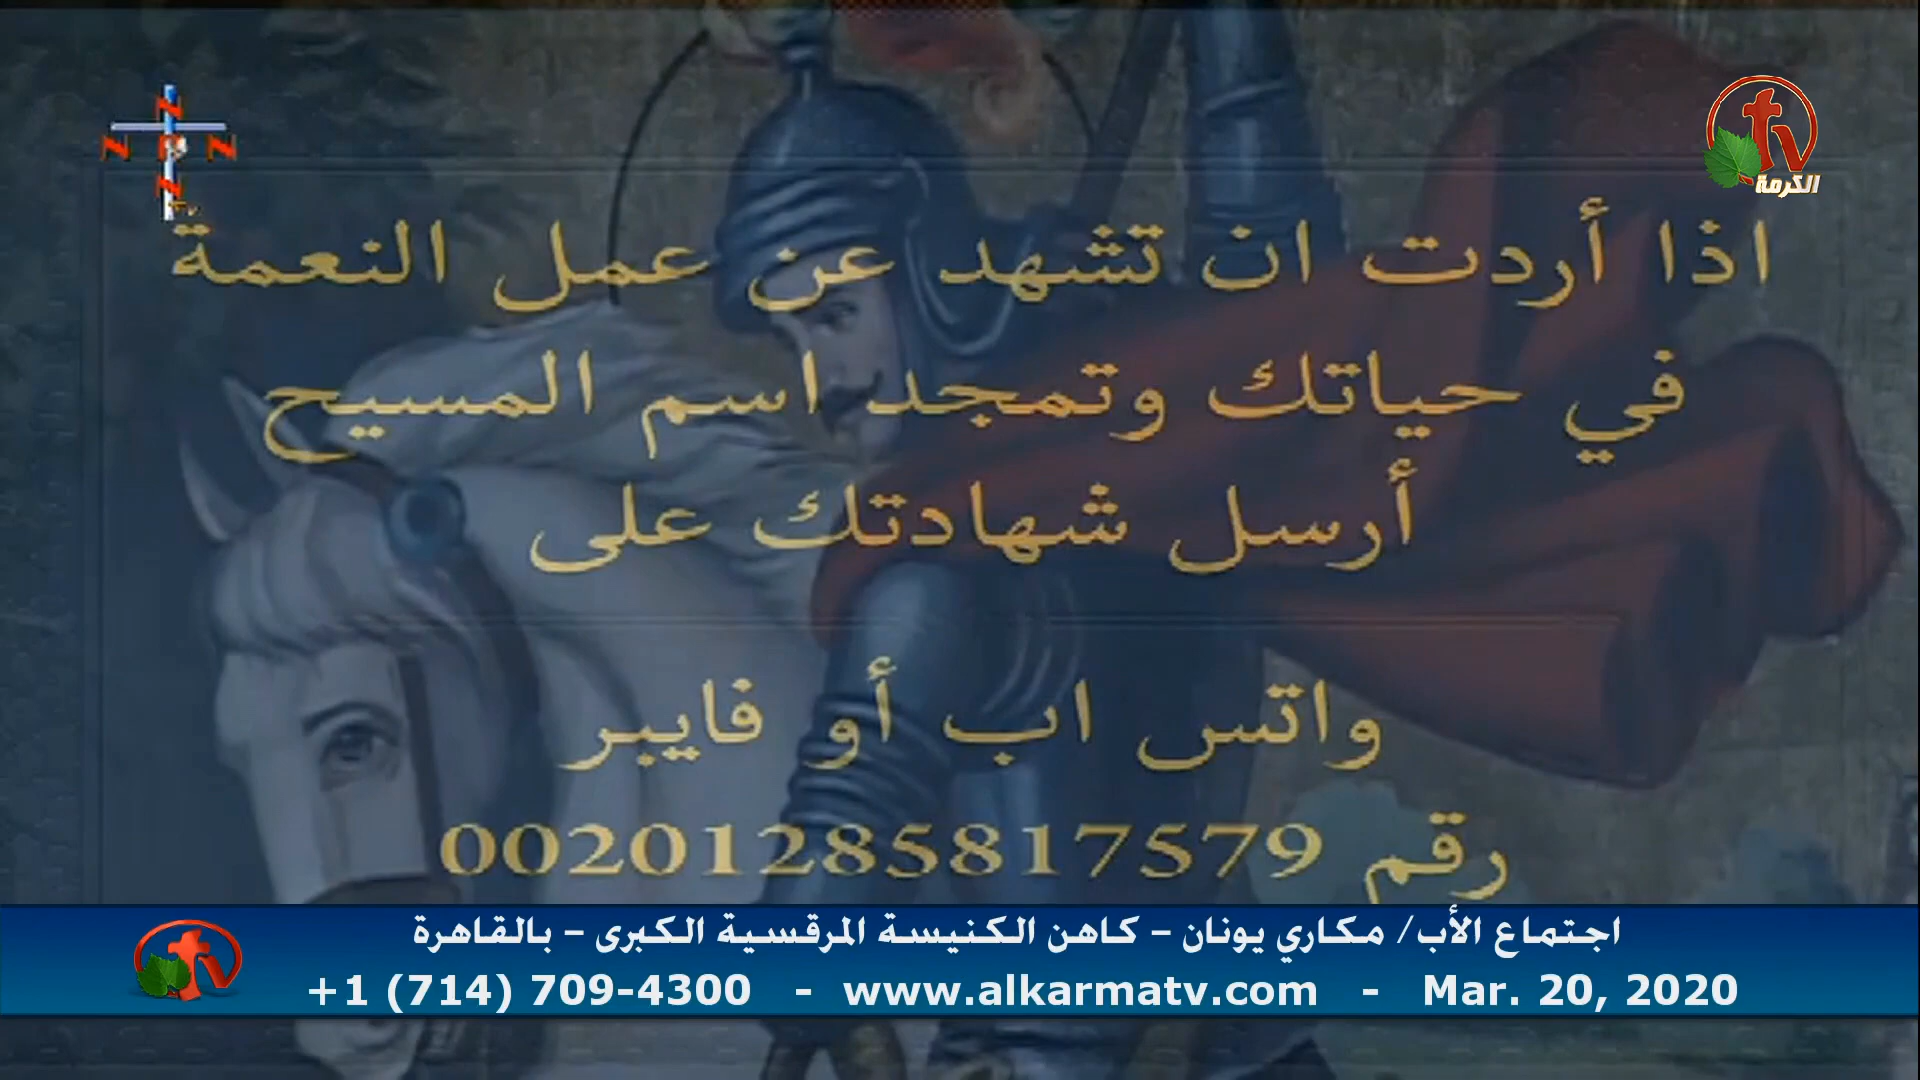 اذا أردت ان تشهد عن عمل النعمة
في حياتك وتمجد اسم المسيح
أرسل شهادتك على
واتس اب أو فايبر
رقم 00201285817579
tv
الكرمة
اجتماع الأب/ مكاري يونان – كاهن الكنيسة المرقسية الكبرى – بالقاهرة
tv
+1 (714) 709-4300 - www.alkarmatv.com - Mar. 20, 2020